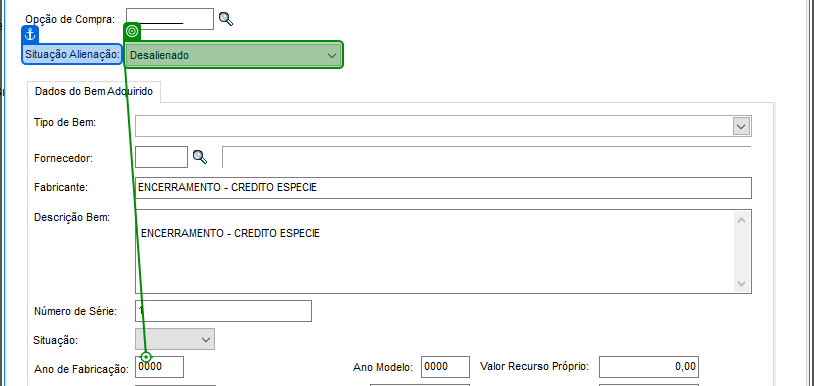 Opção de Compra:
Situação Alienação: Desalienado
Dados do Bem Adquirido
Tipo de Bem:
Fornecedor:
Fabricante: ENCERRAMENTO - CREDITO ESPECIE
Descrição Bem:
ENCERRAMENTO - CREDITO ESPECIE
Número de Série: 1
Situação:
Ano de Fabricação: 0000 Ano Modelo: 0000 Valor Recurso Próprio: 0,00